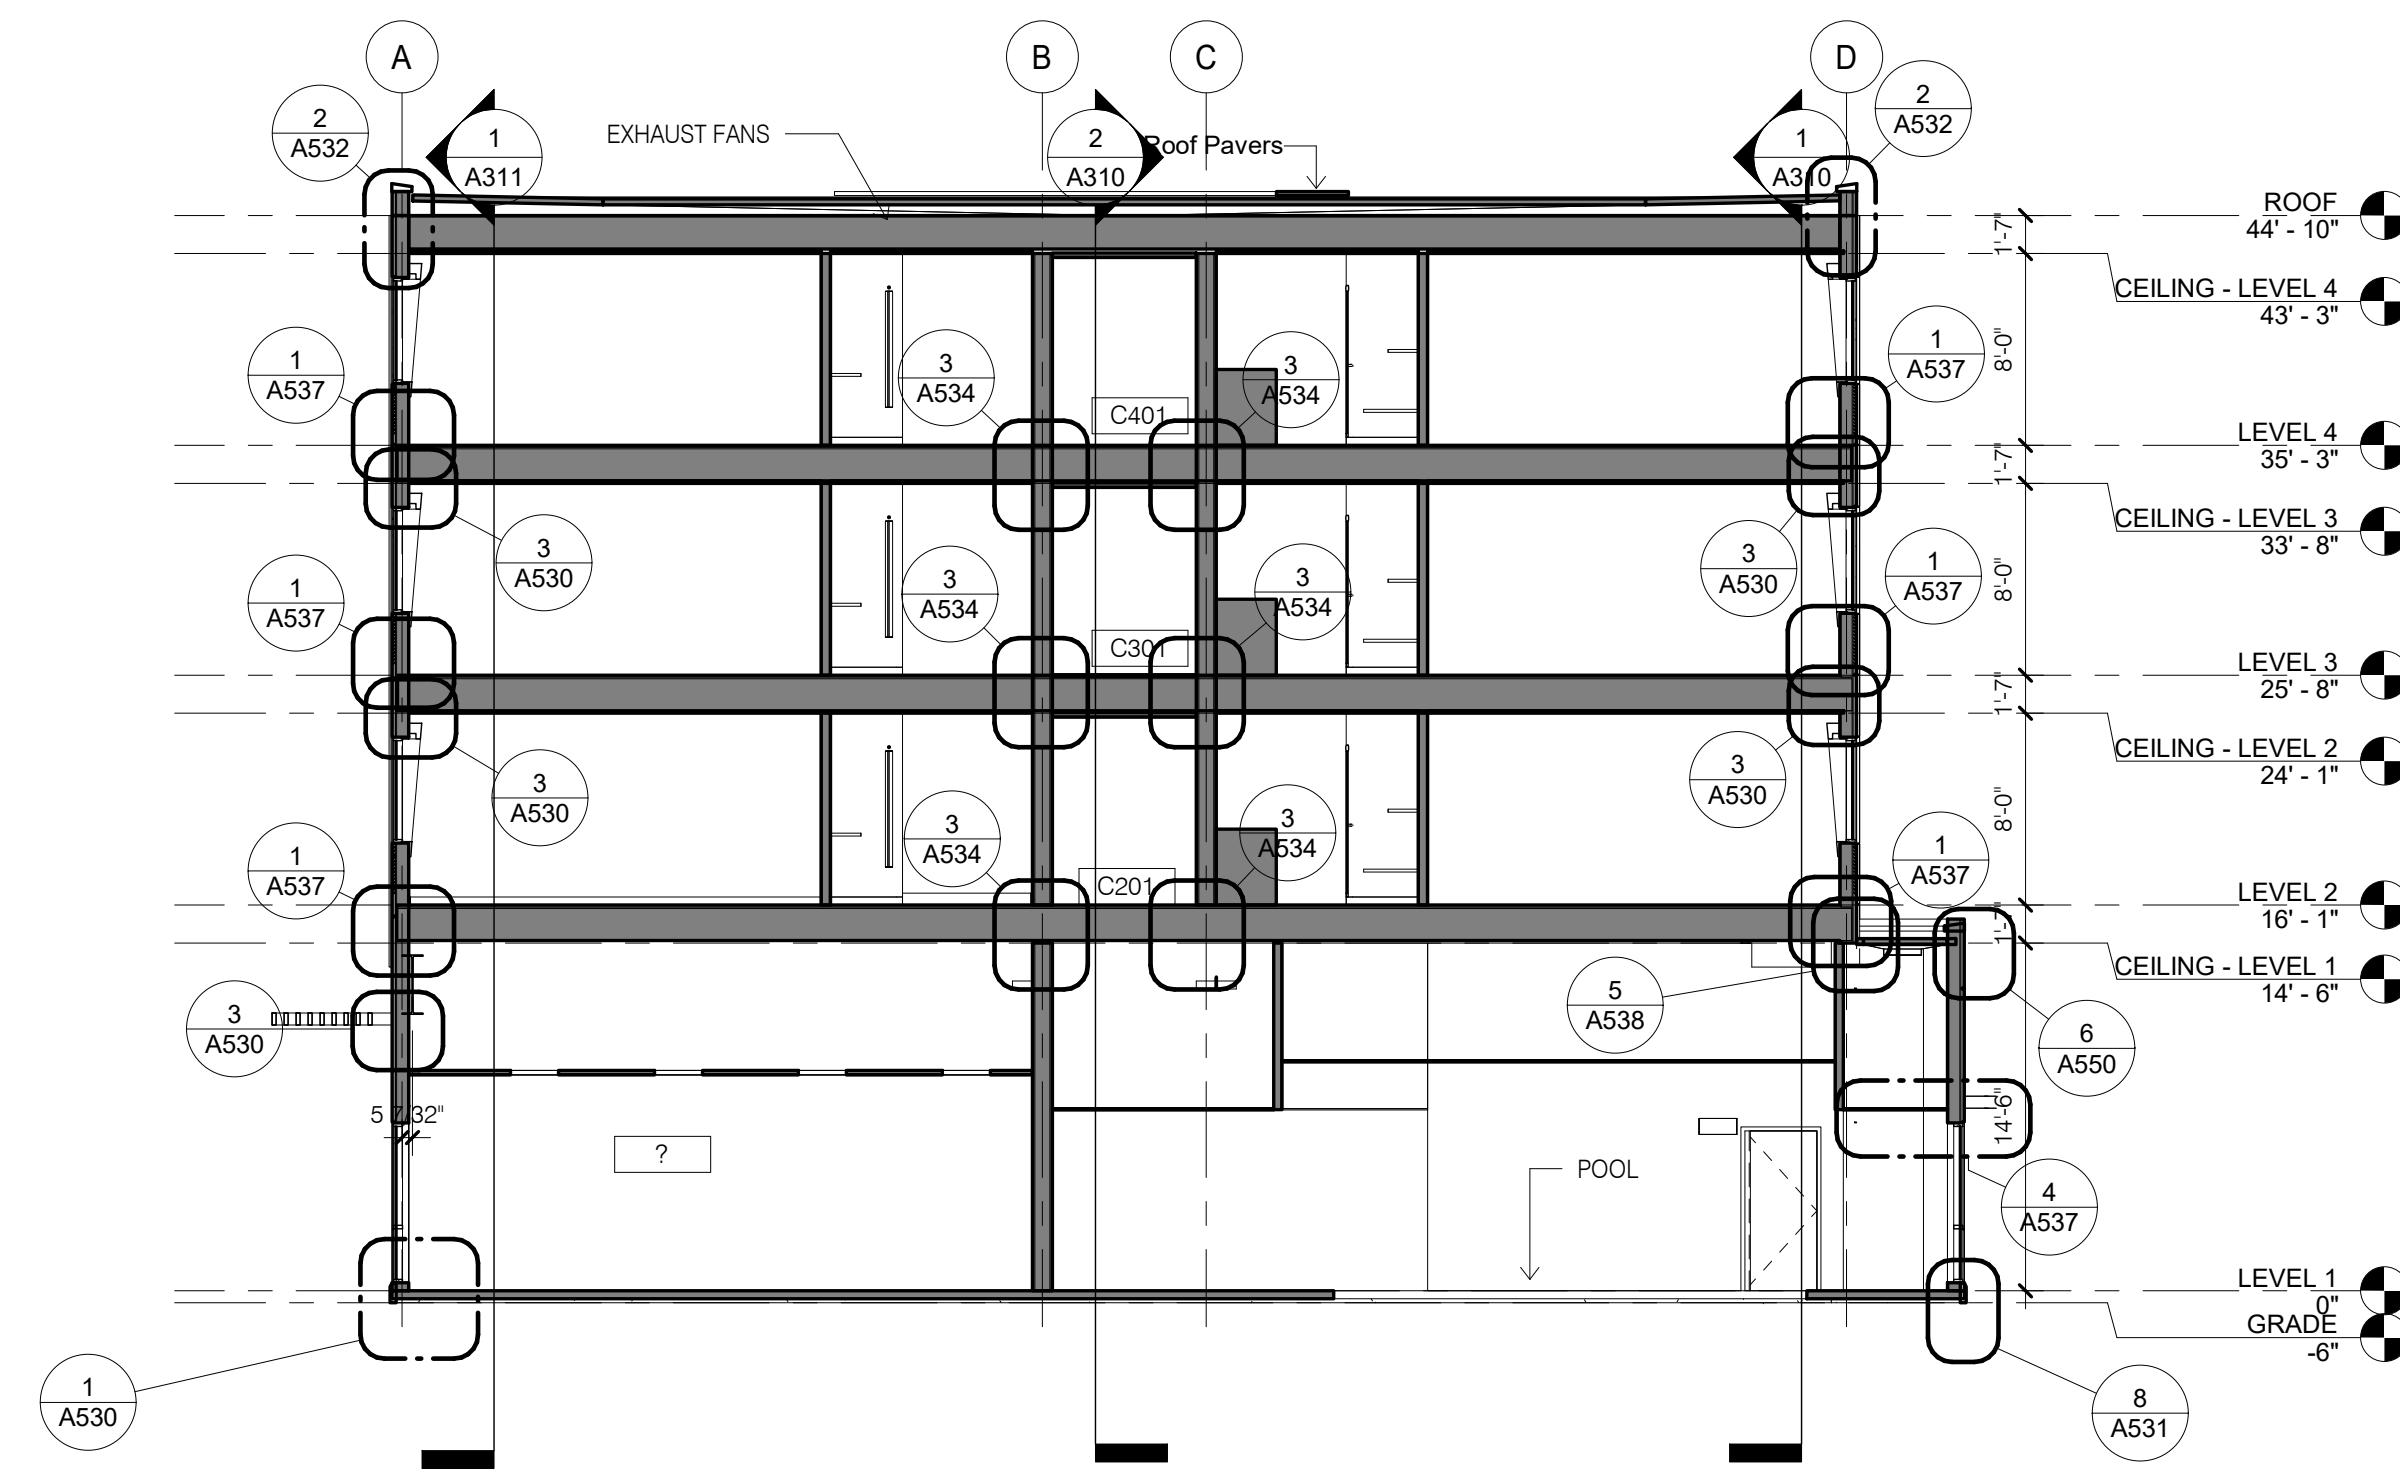 A
B
C
D
2
A532
1
A311
EXHAUST FANS
2
A310
Roof Pavers
1
A310
2
A532
ROOF
44' - 10"
1'-7"
CEILING - LEVEL 4
43' - 3"
1
A537
3
A534
3
A534
1
A537
8'-0"
C401
LEVEL 4
35' - 3"
1'-7"
CEILING - LEVEL 3
33' - 8"
3
A530
3
A530
1
A537
3
A534
3
A534
1
A537
8'-0"
C301
LEVEL 3
25' - 8"
1'-7"
CEILING - LEVEL 2
24' - 1"
3
A530
3
A530
8'-0"
1
A537
3
A534
3
A534
1
A537
C201
LEVEL 2
16' - 1"
1'-7"
CEILING - LEVEL 1
14' - 6"
3
A530
5
A538
6
A550
5 7/32"
14'-6"
?
POOL
4
A537
LEVEL 1
0"
GRADE
-6"
1
A530
8
A531